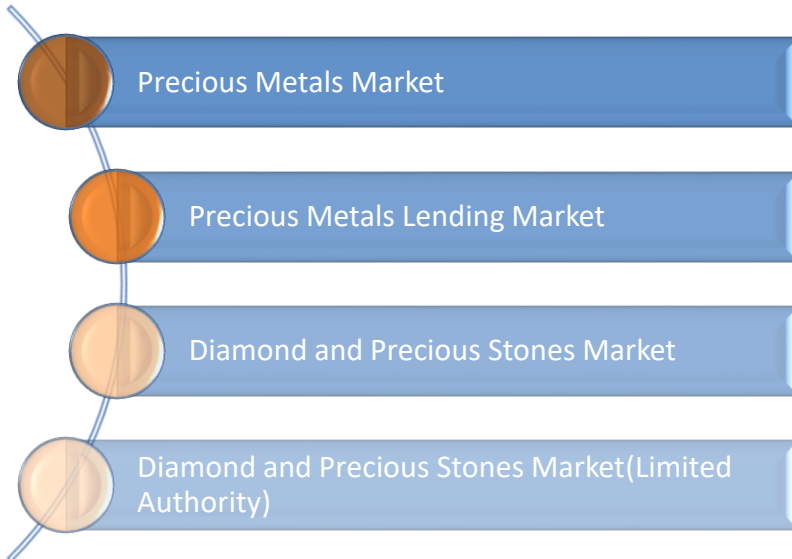 Precious Metals Market
Precious Metals Lending Market
Diamond and Precious Stones Market
Diamond and Precious Stones Market(Limited
Authority)